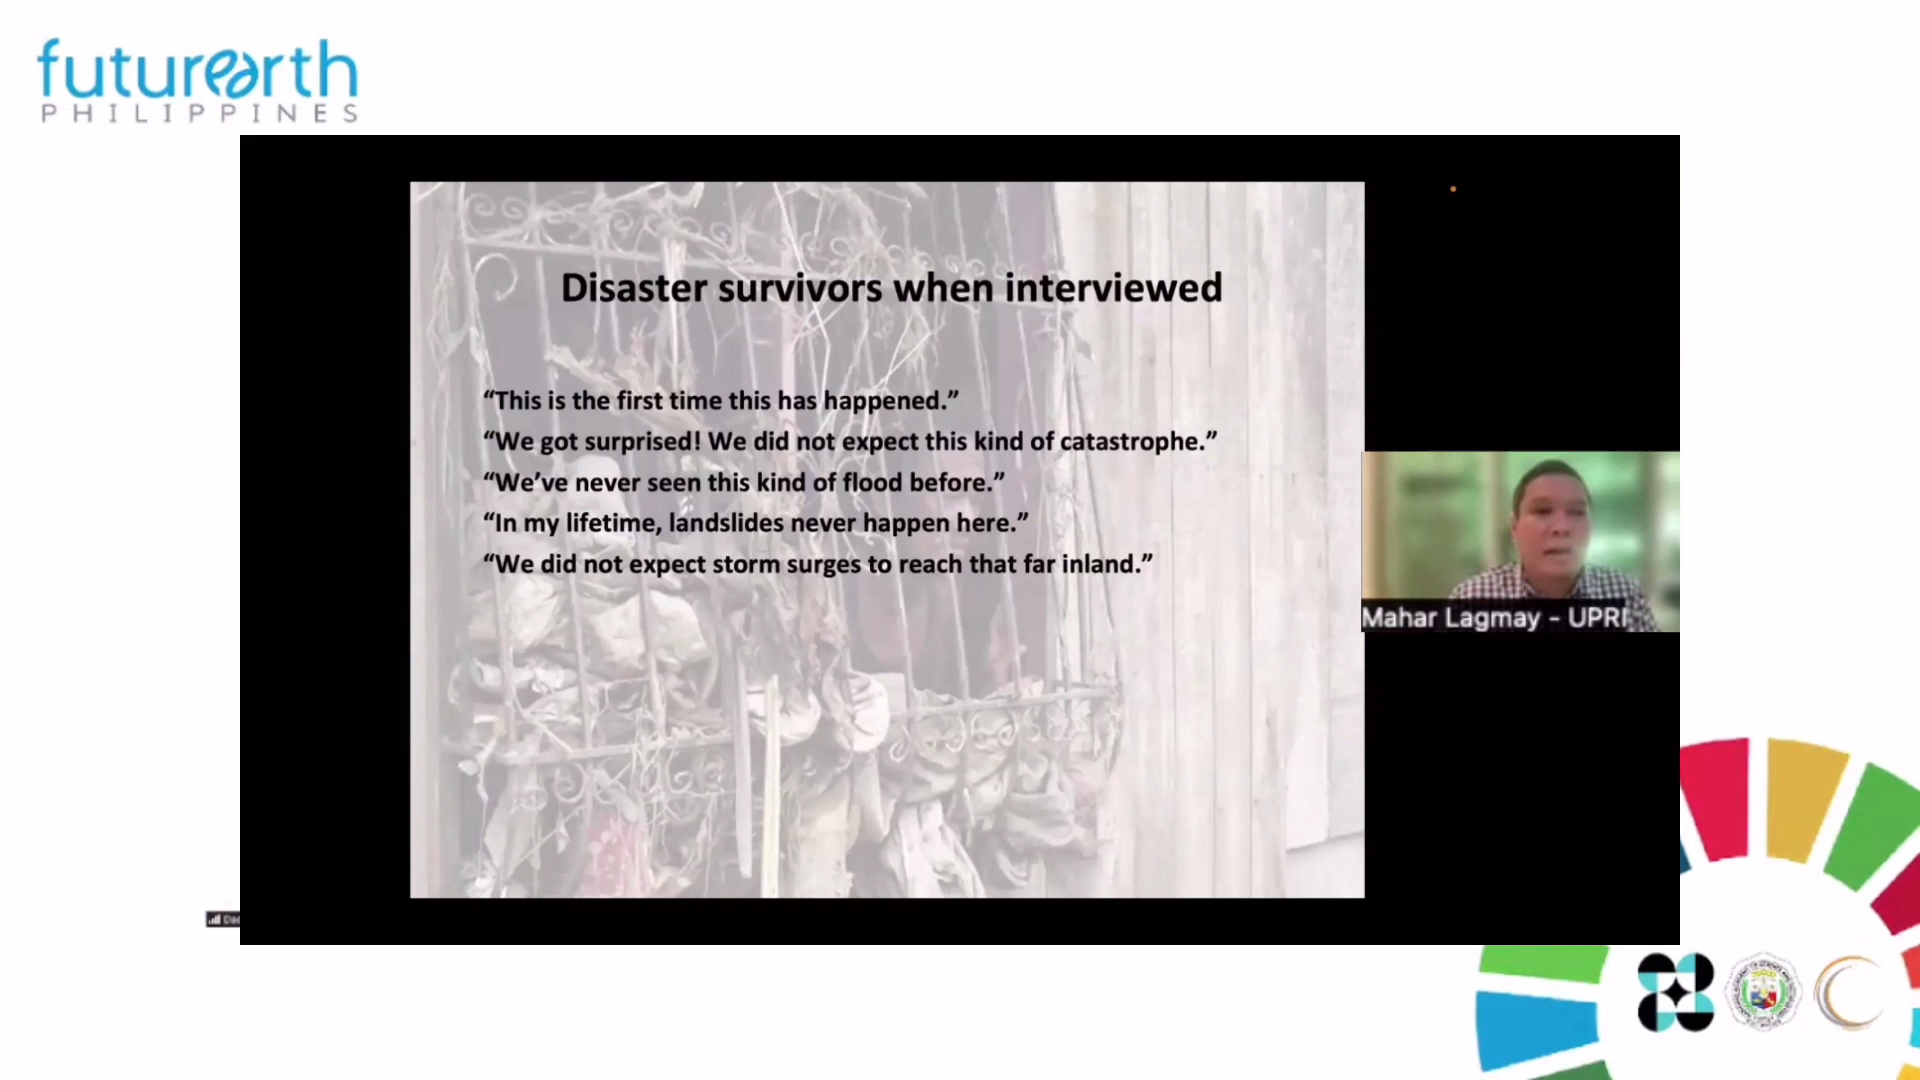 futurearth
PHILIPPINES
Disaster survivors when interviewed
“This is the first time this has happened.”
“We got surprised! We did not expect this kind of catastrophe.”
“We’ve never seen this kind of flood before.”
“In my lifetime, landslides never happen here.”
“We did not expect storm surges to reach that far inland.”
Mahar Lagmay - UPRI